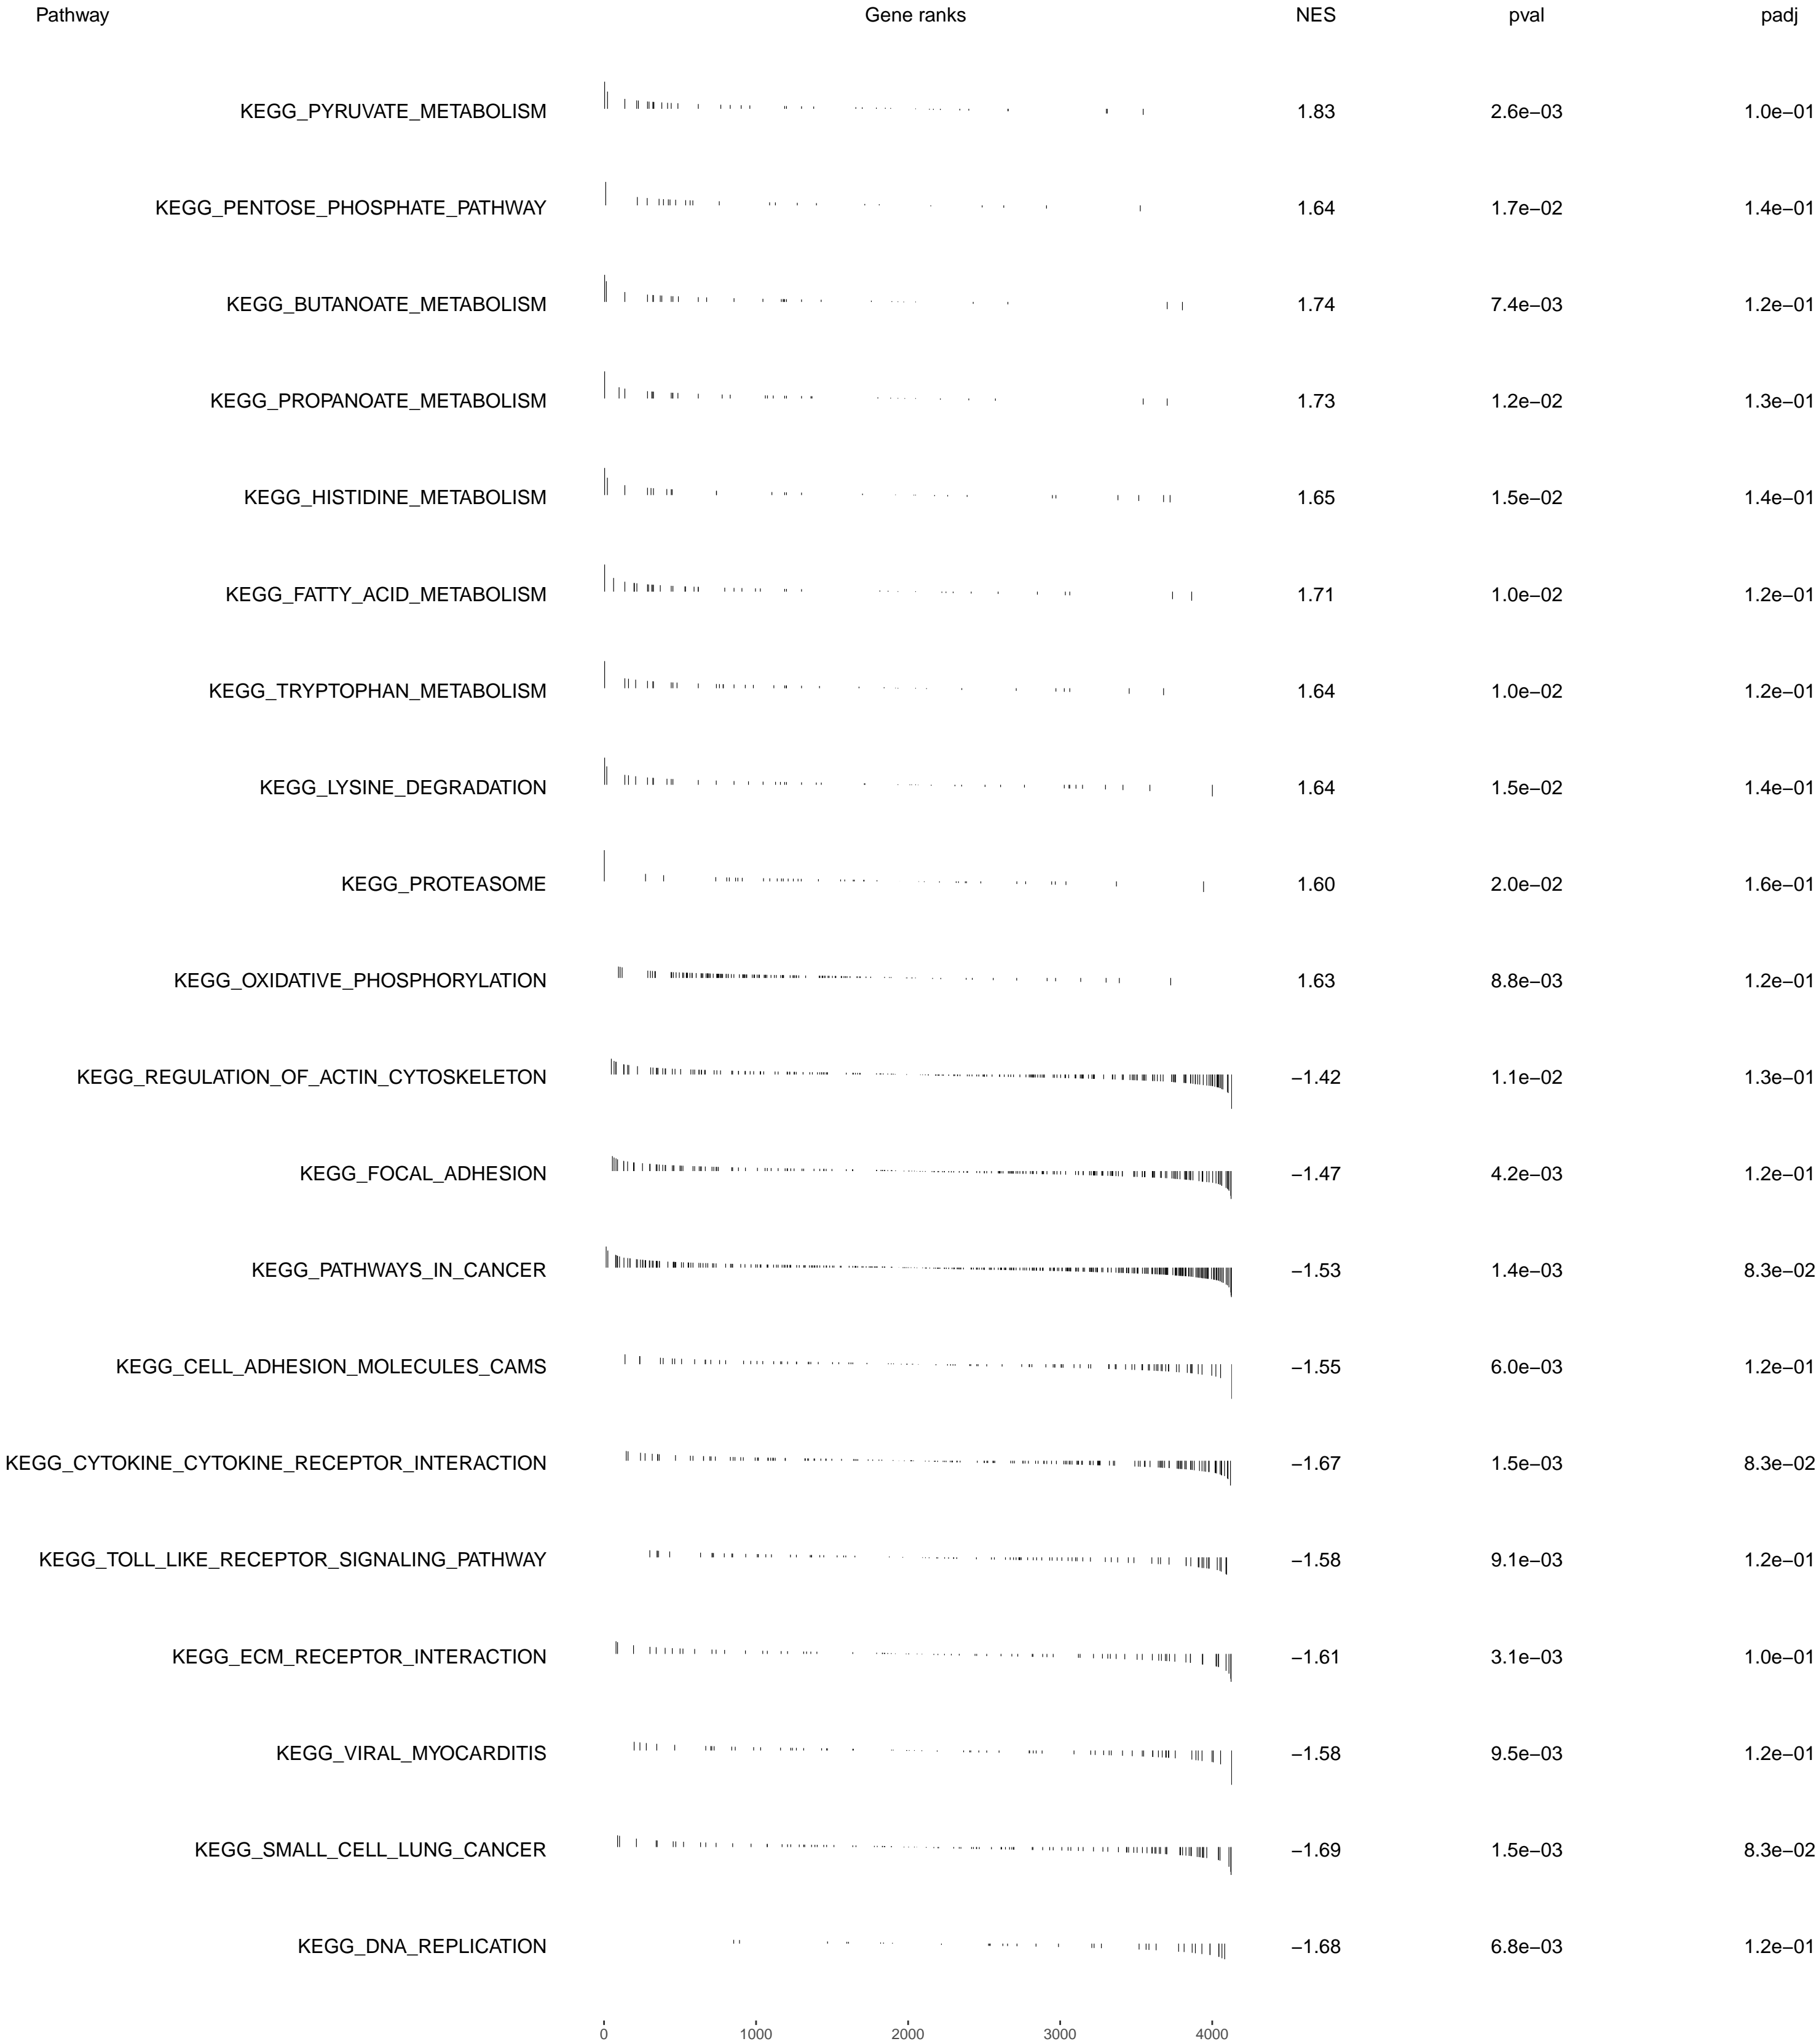 Pathway Gene ranks NES pval padj
KEGG_PYRUVATE_METABOLISM 1.83 2.6e−03 1.0e−01
KEGG_PENTOSE_PHOSPHATE_PATHWAY 1.64 1.7e−02 1.4e−01
KEGG_BUTANOATE_METABOLISM 1.74 7.4e−03 1.2e−01
KEGG_PROPANOATE_METABOLISM 1.73 1.2e−02 1.3e−01
KEGG_HISTIDINE_METABOLISM 1.65 1.5e−02 1.4e−01
KEGG_FATTY_ACID_METABOLISM 1.71 1.0e−02 1.2e−01
KEGG_TRYPTOPHAN_METABOLISM 1.64 1.0e−02 1.2e−01
KEGG_LYSINE_DEGRADATION 1.64 1.5e−02 1.4e−01
KEGG_PROTEASOME 1.60 2.0e−02 1.6e−01
KEGG_OXIDATIVE_PHOSPHORYLATION 1.63 8.8e−03 1.2e−01
KEGG_REGULATION_OF_ACTIN_CYTOSKELETON −1.42 1.1e−02 1.3e−01
KEGG_FOCAL_ADHESION −1.47 4.2e−03 1.2e−01
KEGG_PATHWAYS_IN_CANCER −1.53 1.4e−03 8.3e−02
KEGG_CELL_ADHESION_MOLECULES_CAMS −1.55 6.0e−03 1.2e−01
KEGG_CYTOKINE_CYTOKINE_RECEPTOR_INTERACTION −1.67 1.5e−03 8.3e−02
KEGG_TOLL_LIKE_RECEPTOR_SIGNALING_PATHWAY −1.58 9.1e−03 1.2e−01
KEGG_ECM_RECEPTOR_INTERACTION −1.61 3.1e−03 1.0e−01
KEGG_VIRAL_MYOCARDITIS −1.58 9.5e−03 1.2e−01
KEGG_SMALL_CELL_LUNG_CANCER −1.69 1.5e−03 8.3e−02
KEGG_DNA_REPLICATION −1.68 6.8e−03 1.2e−01
0 1000 2000 3000 4000